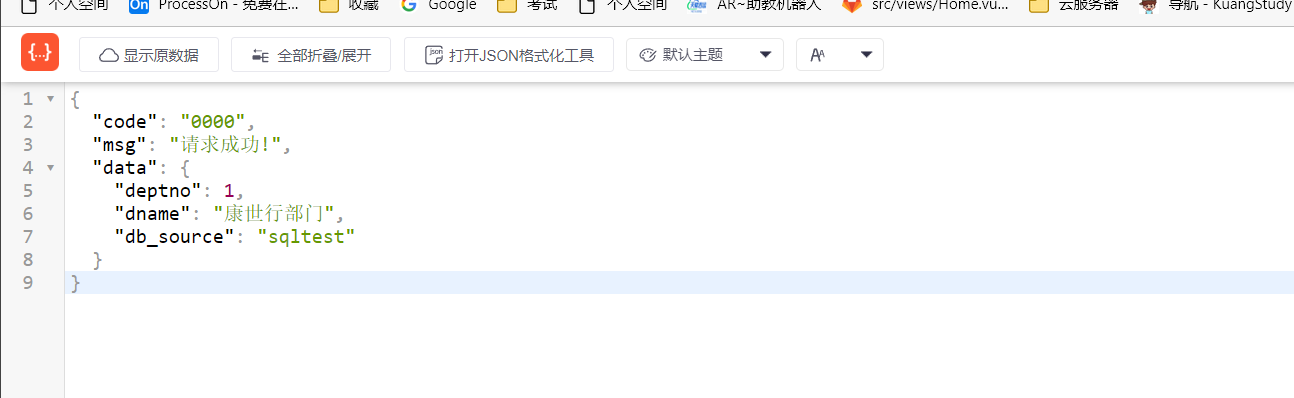 个人空间 On ProcessOn - 免费在... 收藏 Google 考试 个人空间 AR~助教机器人 src/views/Home.vu... 云服务器 导航 - KuangStudy
{...} 显示原数据 全部折叠/展开 json 打开JSON格式化工具 默认主题 AA
1 {
2 "code": "0000",
3 "msg": "请求成功!",
4 "data": {
5 "deptno": 1,
6 "dname": "康世行部门",
7 "db_source": "sqltest"
8 }
9 }